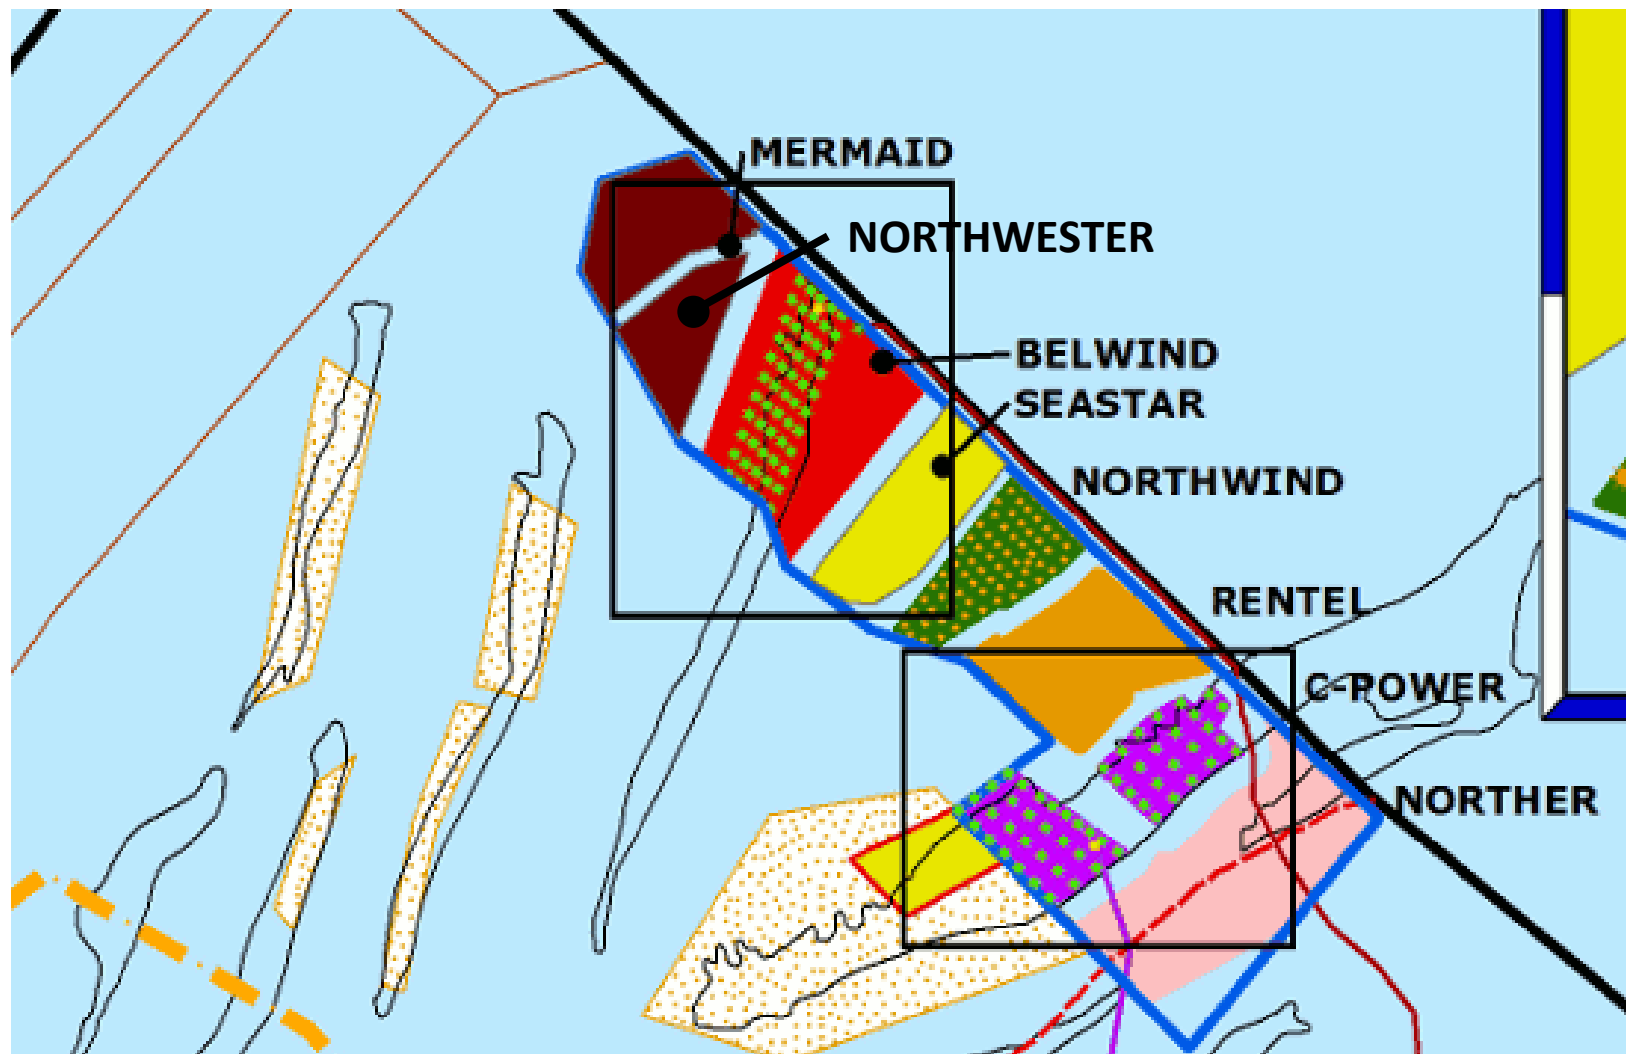 MERMAID
NORTHWESTER
BELWIND
SEASTAR
NORTHWIND
RENTEL
C-POWER
NORTHER